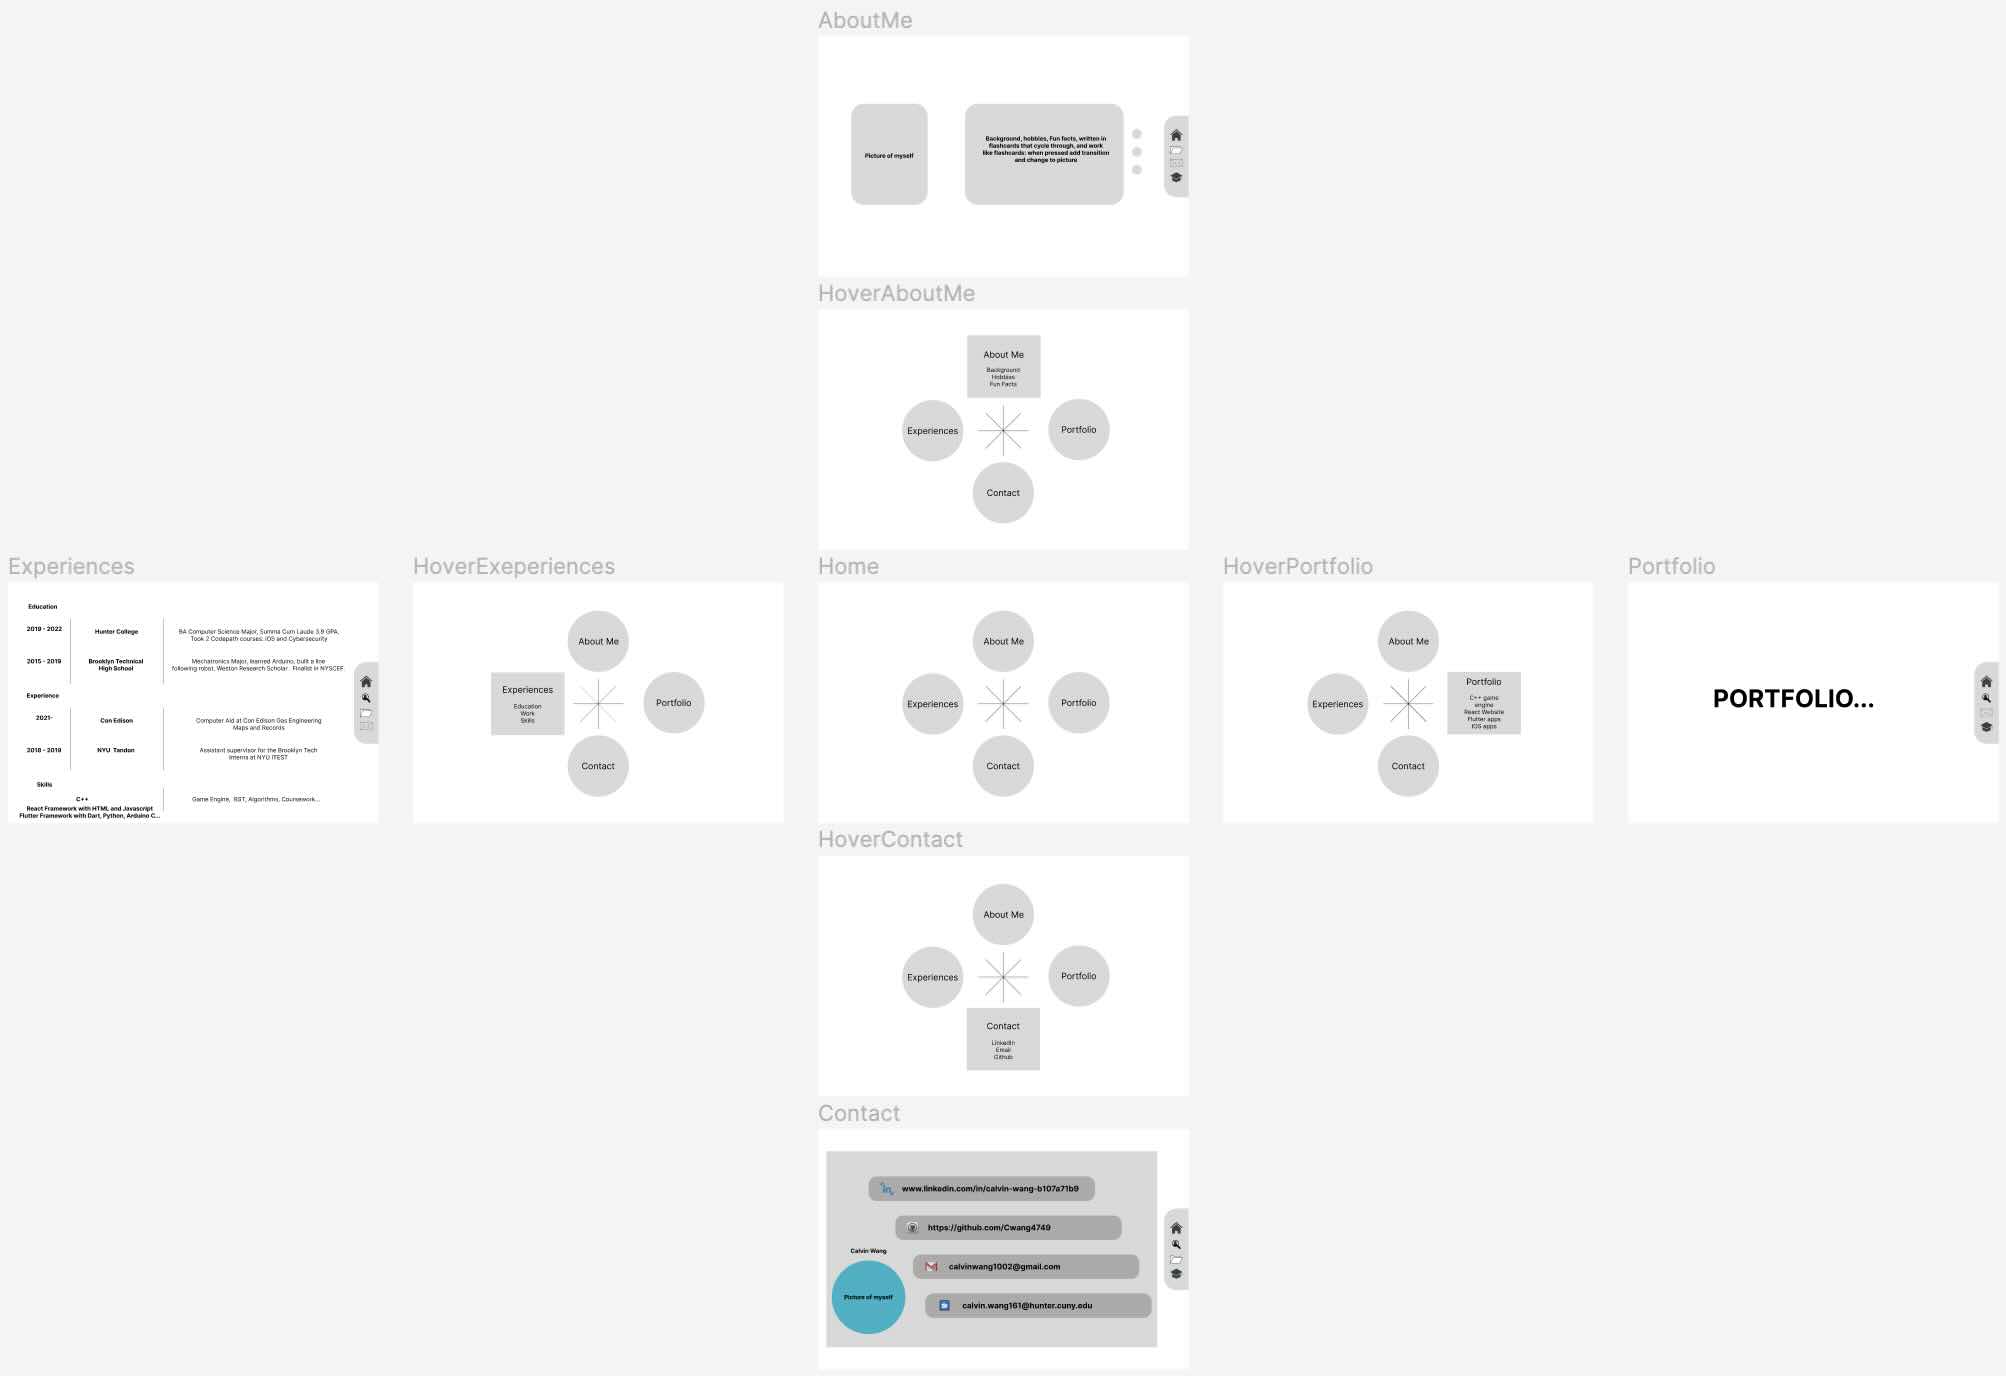 AboutMe
Picture of myself
Background, hobbies, Fun facts, written in
flashcards that cycle through, and work
like flashcards: when pressed add transition
and change to picture
HoverAboutMe
About Me
Background
Hobbies
Fun Facts
Experiences
Portfolio
Contact
Experiences
Education
2019 - 2022
Hunter College
BA Computer Science Major, Summa Cum Laude 3.9 GPA,
Took 2 Codepath courses: iOS and Cybersecurity
2015 - 2019
Brooklyn Technical
High School
Mechatronics Major, learned Arduino, built a line
following robot, Weston Research Scholar. Finalist in NYSCEF.
Experience
2021-
Con Edison
Computer Aid at Con Edison Gas Engineering
Maps and Records
2018 - 2019
NYU Tandon
Assistant supervisor for the Brooklyn Tech
Interns at NYU ITEST
Skills
C++
React Framework with HTML and Javascript
Flutter Framework with Dart, Python, Arduino C...
Game Engine, BST, Algorithms, Coursework...
HoverExeperiences
About Me
Experiences
Education
Work
Skills
Portfolio
Contact
Home
About Me
Experiences
Portfolio
Contact
HoverPortfolio
About Me
Experiences
Portfolio
C++ game
engine
React Website
Flutter apps
IOS apps
Contact
Portfolio
PORTFOLIO...
HoverContact
About Me
Experiences
Portfolio
Contact
LinkedIn
Email
Github
Contact
in
www.linkedin.com/in/calvin-wang-b107a71b9
https://github.com/Cwang4749
Calvin Wang
calvinwang1002@gmail.com
Picture of myself
calvin.wang161@hunter.cuny.edu